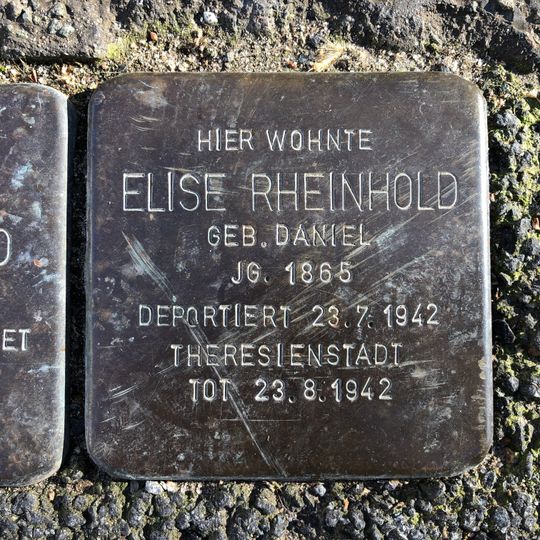 HIER WOHNTE
ELISE RHEINHOLD
GEB. DANIEL
JG. 1865
DEPORTIERT 23.7.1942
THERESIENSTADT
TOT 23.8.1942